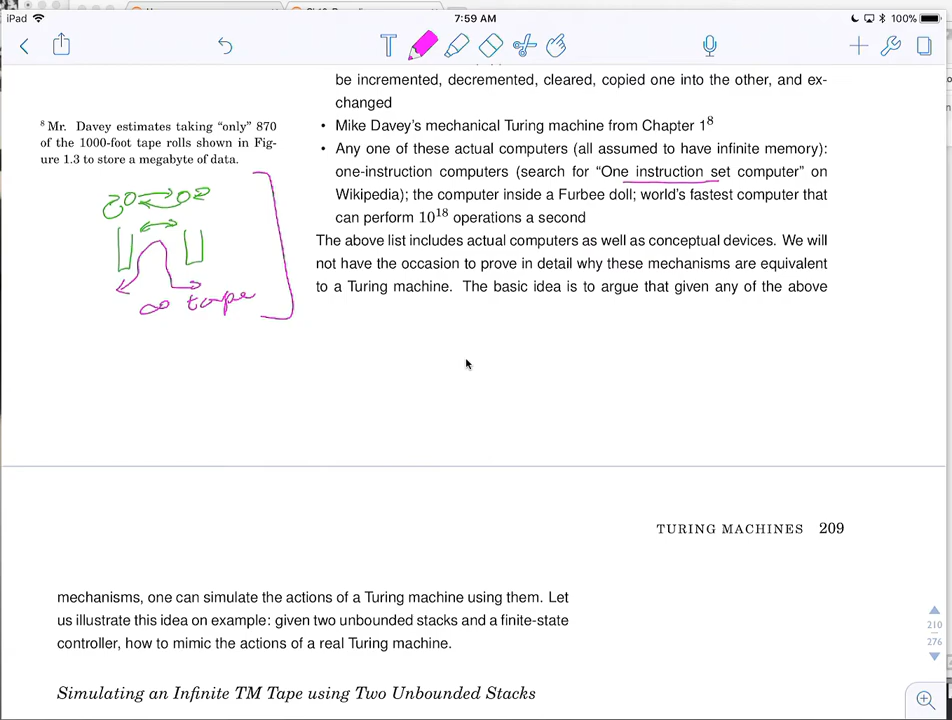 iPad
7:59 AM
100%
T
be incremented, decremented, cleared, copied one into the other, and ex-
changed
• Mike Davey's mechanical Turing machine from Chapter 1⁸
• Any one of these actual computers (all assumed to have infinite memory):
one-instruction computers (search for "One instruction set computer" on
Wikipedia); the computer inside a Furbee doll; world's fastest computer that
can perform 10¹⁸ operations a second
The above list includes actual computers as well as conceptual devices. We will
not have the occasion to prove in detail why these mechanisms are equivalent
to a Turing machine. The basic idea is to argue that given any of the above
⁸ Mr. Davey estimates taking "only" 870
of the 1000-foot tape rolls shown in Fig-
ure 1.3 to store a megabyte of data.
∞ tape
TURING MACHINES 209
mechanisms, one can simulate the actions of a Turing machine using them. Let
us illustrate this idea on example: given two unbounded stacks and a finite-state
controller, how to mimic the actions of a real Turing machine.
Simulating an Infinite TM Tape using Two Unbounded Stacks
210
276